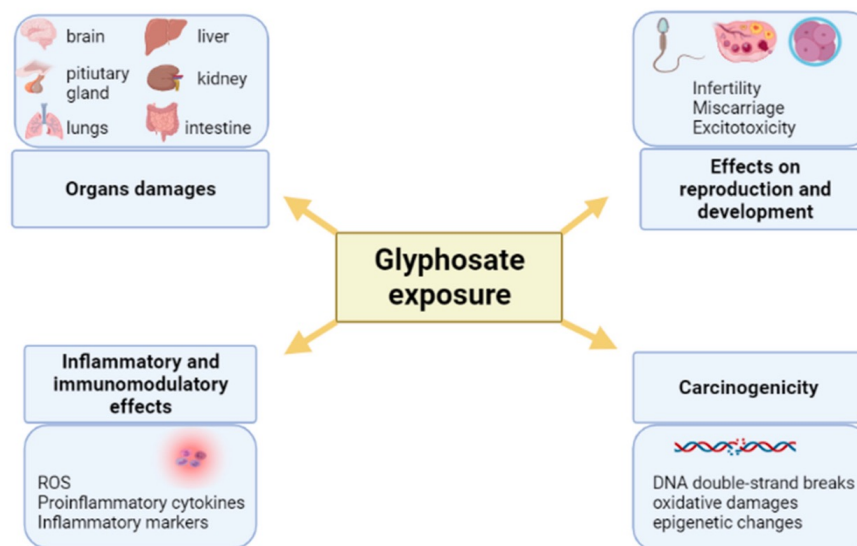 brain
liver
pitiutary
gland
kidney
lungs
intestine
Organs damages
Infertility
Miscarriage
Excitotoxicity
Effects on
reproduction and
development
Glyphosate
exposure
Inflammatory and
immunomodulatory
effects
ROS
Proinflammatory cytokines
Inflammatory markers
Carcinogenicity
DNA double-strand breaks
oxidative damages
epigenetic changes